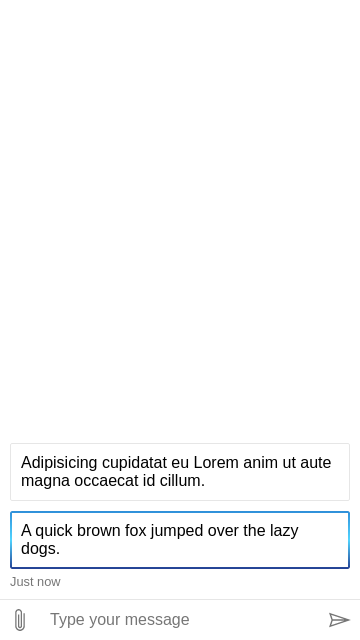 Adipisicing cupidatat eu Lorem anim ut aute
magna occaecat id cillum.
A quick brown fox jumped over the lazy
dogs.
Just now
Type your message